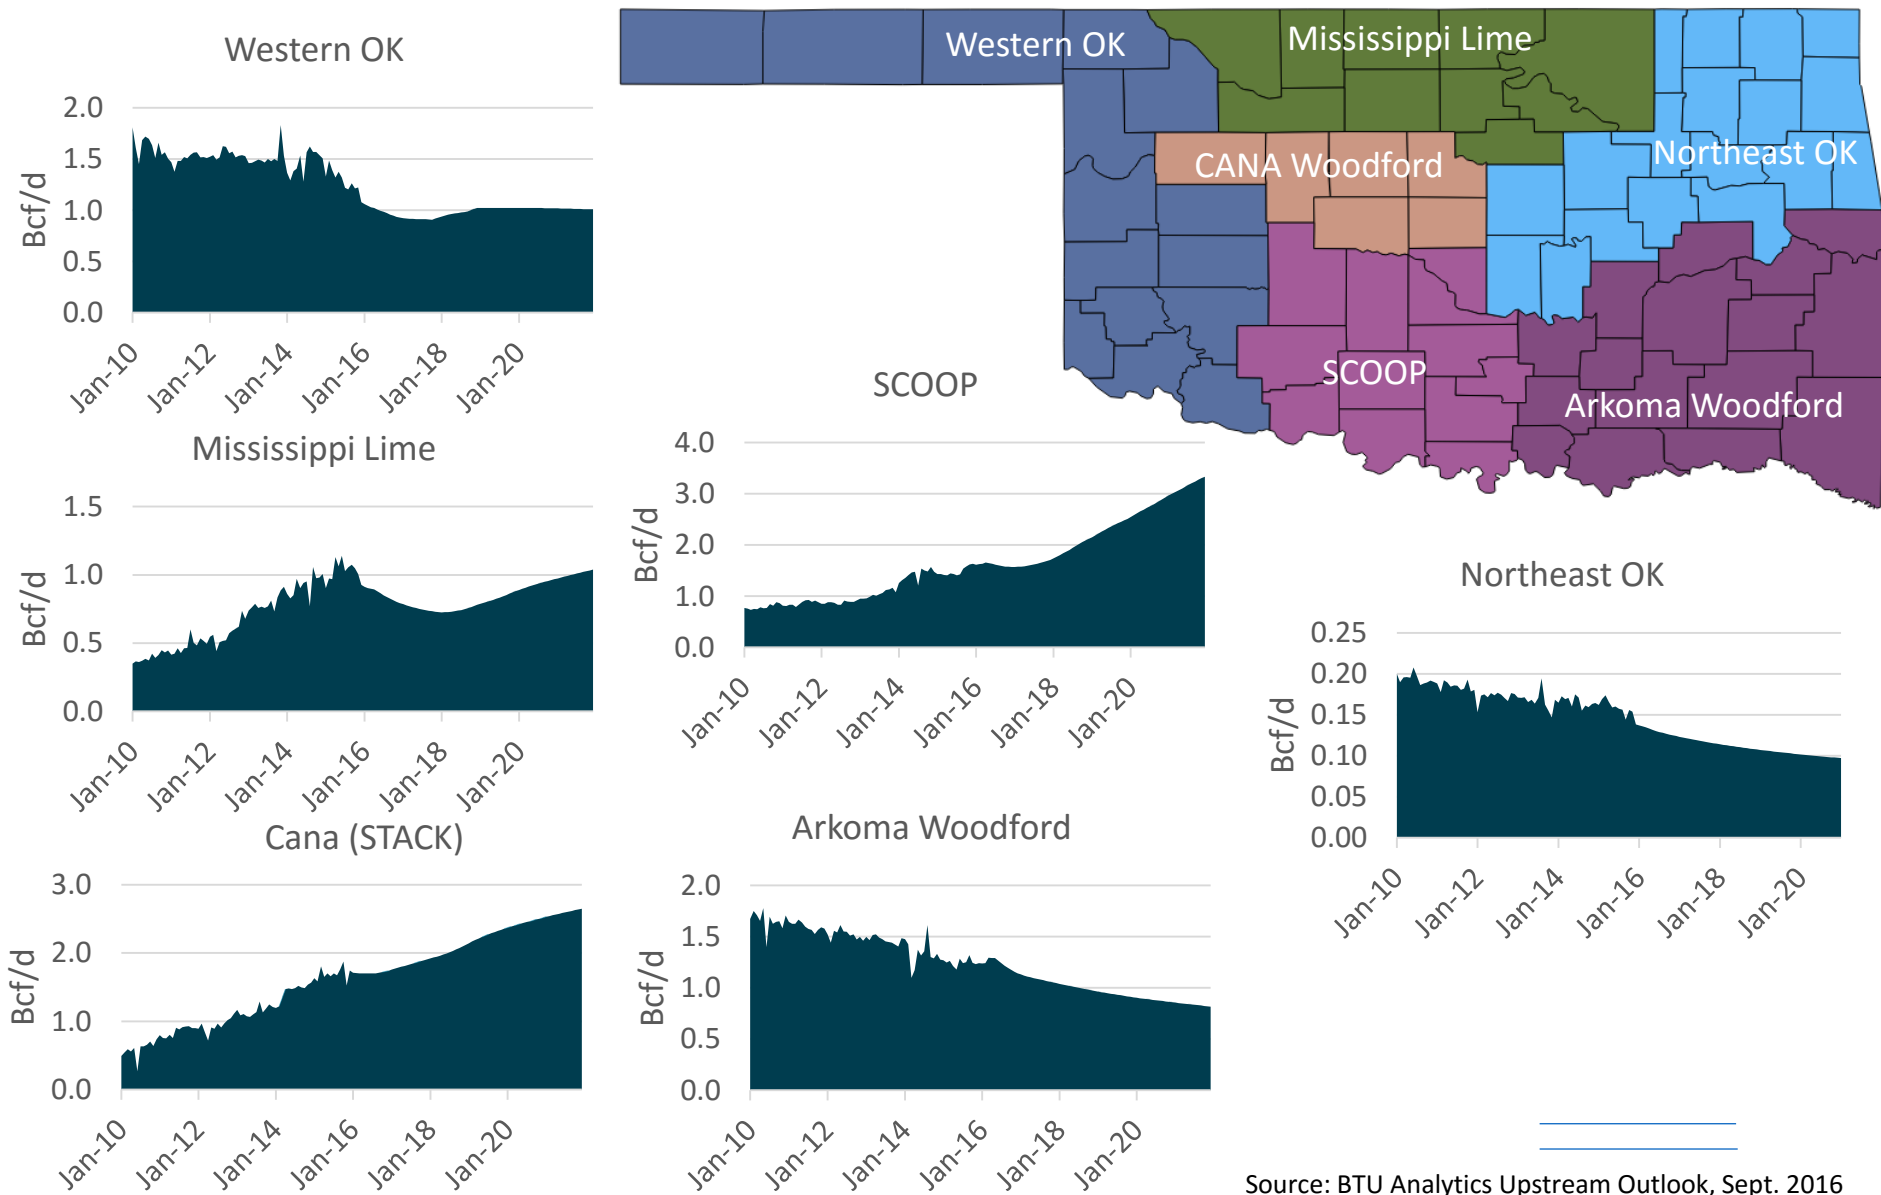 Western OK
Bcf/d
2.0
1.5
1.0
0.5
0.0
Jan-10
Jan-12
Jan-14
Jan-16
Jan-18
Jan-20
Western OK
Mississippi Lime
CANA Woodford
Northeast OK
SCOOP
Arkoma Woodford
Mississippi Lime
Bcf/d
1.5
1.0
0.5
0.0
Jan-10
Jan-12
Jan-14
Jan-16
Jan-18
Jan-20
SCOOP
Bcf/d
4.0
3.0
2.0
1.0
0.0
Jan-10
Jan-12
Jan-14
Jan-16
Jan-18
Jan-20
Northeast OK
Bcf/d
0.25
0.20
0.15
0.10
0.05
0.00
Jan-10
Jan-12
Jan-14
Jan-16
Jan-18
Jan-20
Cana (STACK)
Bcf/d
3.0
2.0
1.0
0.0
Jan-10
Jan-12
Jan-14
Jan-16
Jan-18
Jan-20
Arkoma Woodford
Bcf/d
2.0
1.5
1.0
0.5
0.0
Jan-10
Jan-12
Jan-14
Jan-16
Jan-18
Jan-20
Source: BTU Analytics Upstream Outlook, Sept. 2016